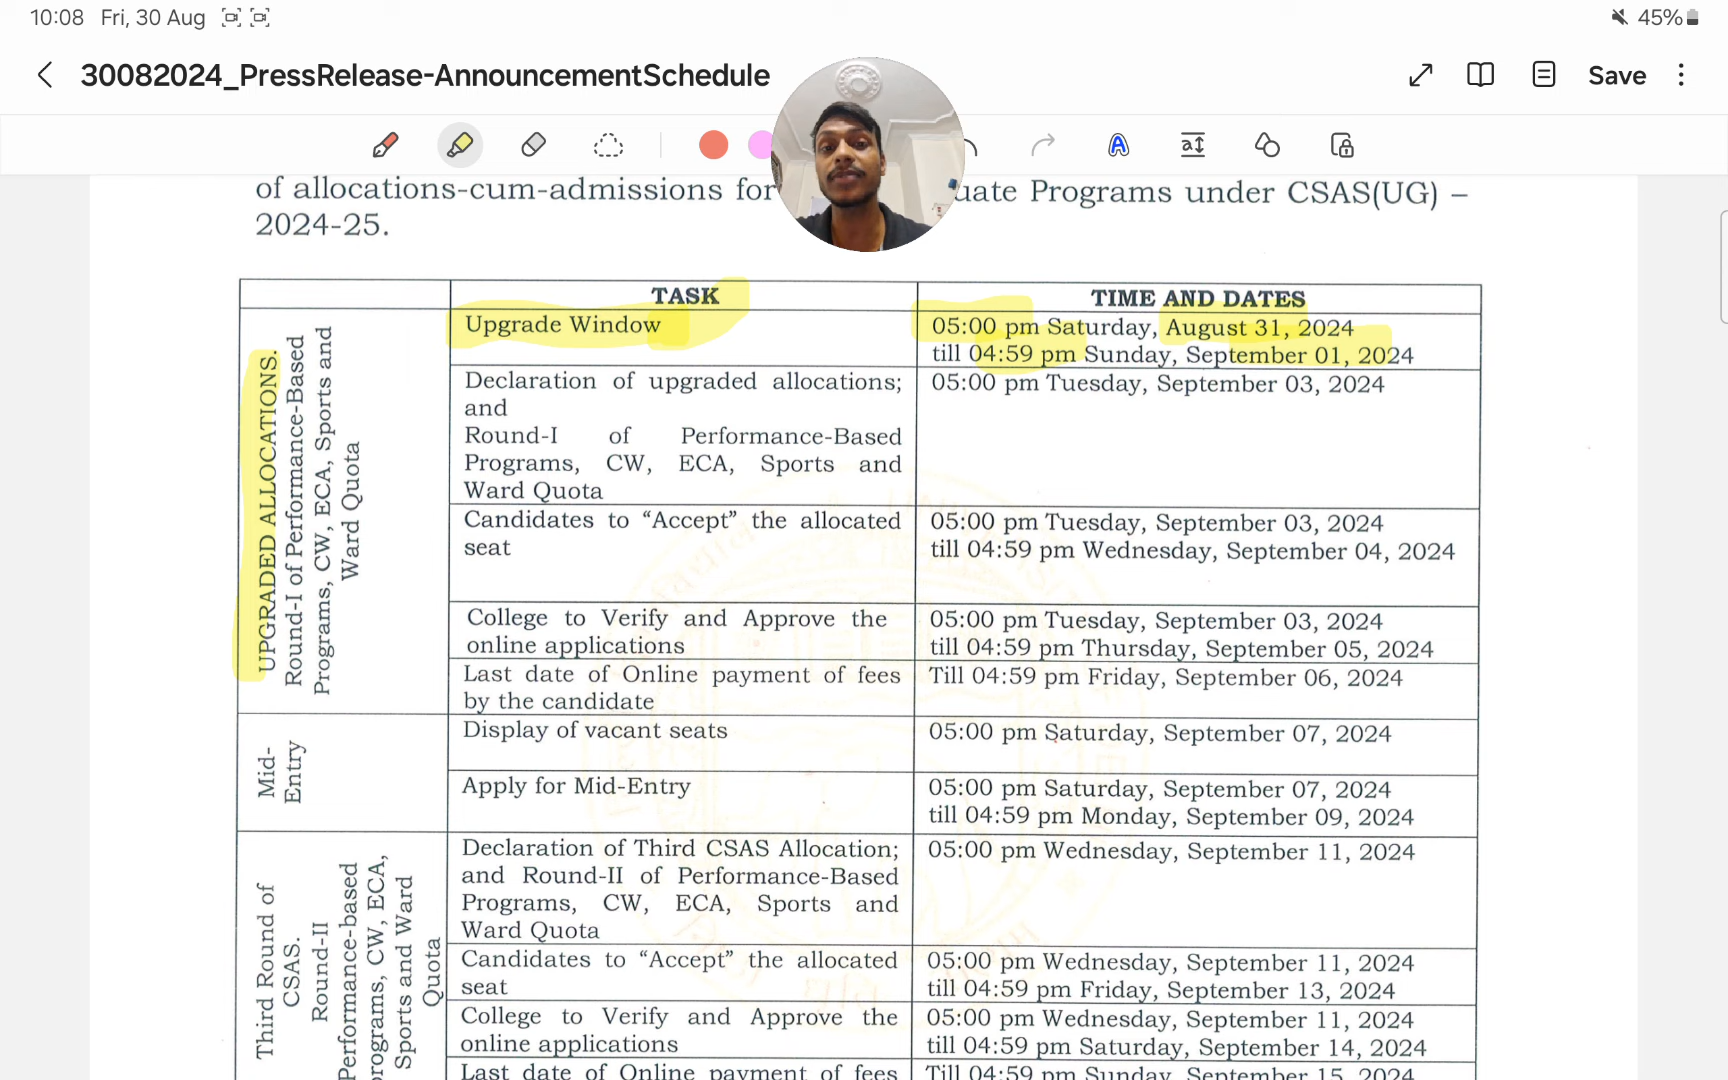 10:08 Fri, 30 Aug
45%
30082024_PressRelease-AnnouncementSchedule
Save
of allocations-cum-admissions for uate Programs under CSAS(UG) –
2024-25.
TASK
TIME AND DATES
UPGRADED ALLOCATIONS.
Round-I of Performance-Based
Programs, CW, ECA, Sports and
Ward Quota
Upgrade Window
05:00 pm Saturday, August 31, 2024
till 04:59 pm Sunday, September 01, 2024
Declaration of upgraded allocations;
and
Round-I of Performance-Based
Programs, CW, ECA, Sports and
Ward Quota
05:00 pm Tuesday, September 03, 2024
Candidates to “Accept” the allocated
seat
05:00 pm Tuesday, September 03, 2024
till 04:59 pm Wednesday, September 04, 2024
College to Verify and Approve the
online applications
05:00 pm Tuesday, September 03, 2024
till 04:59 pm Thursday, September 05, 2024
Last date of Online payment of fees
by the candidate
Till 04:59 pm Friday, September 06, 2024
Mid-
Entry
Display of vacant seats
05:00 pm Saturday, September 07, 2024
Apply for Mid-Entry
05:00 pm Saturday, September 07, 2024
till 04:59 pm Monday, September 09, 2024
Third Round of
CSAS.
Round-II
Performance-based
rograms, CW, ECA,
Sports and Ward
Quota
Declaration of Third CSAS Allocation;
and Round-II of Performance-Based
Programs, CW, ECA, Sports and
Ward Quota
05:00 pm Wednesday, September 11, 2024
Candidates to “Accept” the allocated
seat
05:00 pm Wednesday, September 11, 2024
till 04:59 pm Friday, September 13, 2024
College to Verify and Approve the
online applications
05:00 pm Wednesday, September 11, 2024
till 04:59 pm Saturday, September 14, 2024
Last date of Online payment of fees
Till 04:59 pm Sunday, September 15, 2024